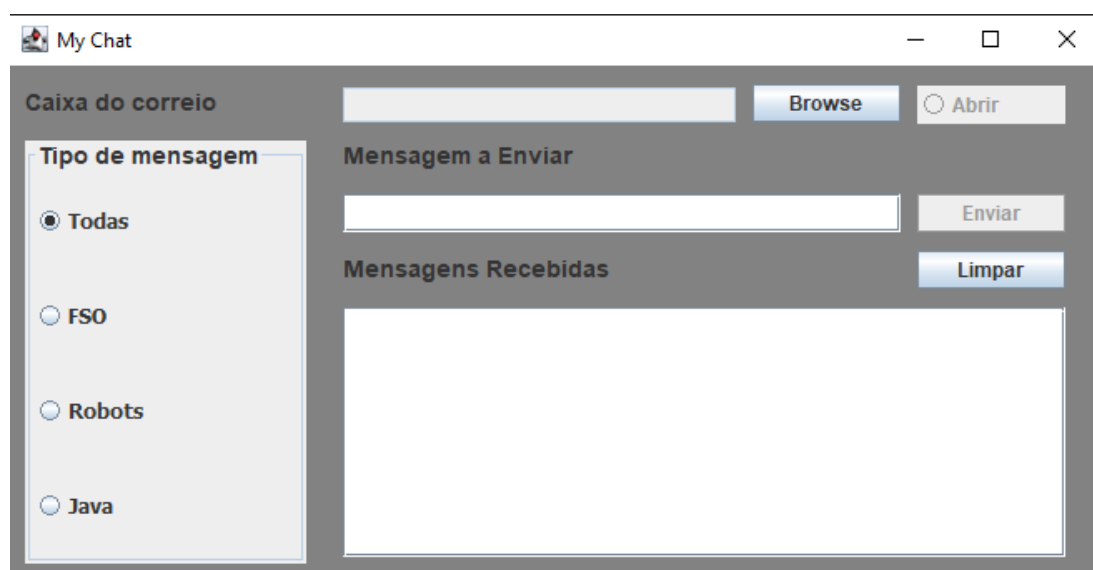 My Chat
Caixa do correio
Browse
Abrir
Tipo de mensagem
Todas
FSO
Robots
Java
Mensagem a Enviar
Enviar
Mensagens Recebidas
Limpar